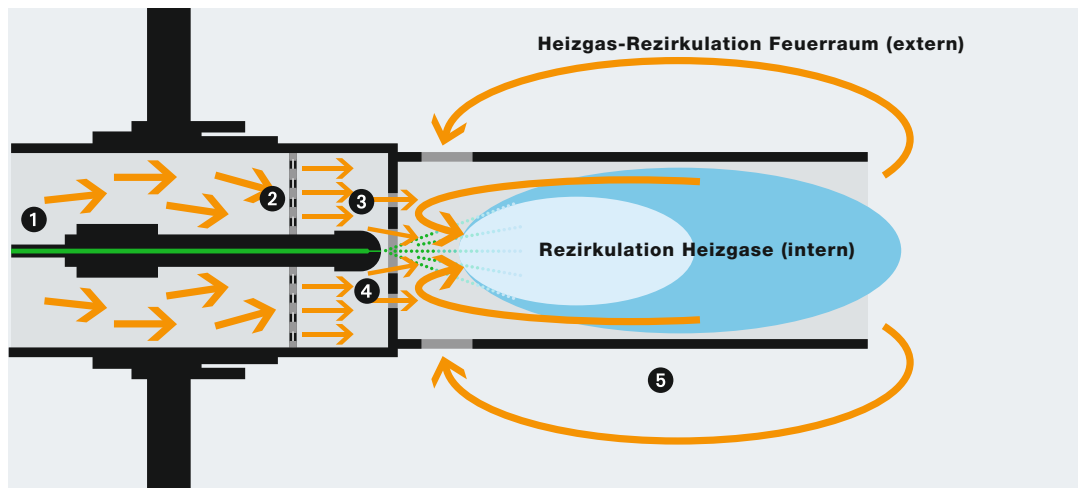 Heizgas-Rezirkulation Feuerraum (extern)
2
3
1
Rezirkulation Heizgase (intern)
4
5